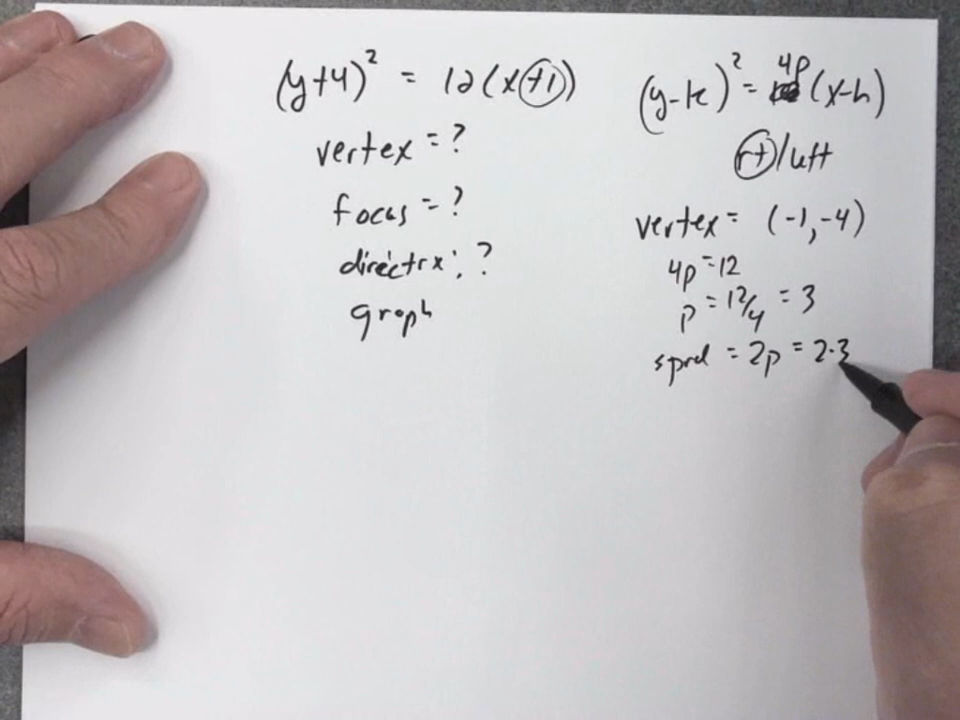 (y+4)² = 12(x+1)
vertex = ?
focus = ?
directrx: ?
graph
(y-k)² = 4p(x-h)
rt/left
vertex = (-1,-4)
4p = 12
p = 12/4 = 3
sprd = 2p = 2·3